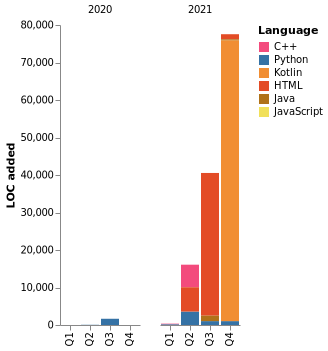 2020
2021
Language
C++
Python
Kotlin
HTML
Java
JavaScript
LOC added
80,000
70,000
60,000
50,000
40,000
30,000
20,000
10,000
0
Q1
Q2
Q3
Q4
Q1
Q2
Q3
Q4